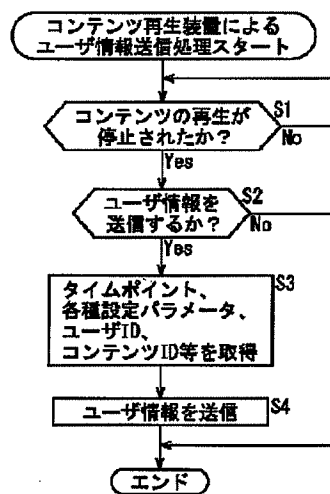 コンテンツ再生装置による
ユーザ情報送信処理スタート
コンテンツの再生が
停止されたか？
S1
No
Yes
ユーザ情報を
送信するか？
S2
No
Yes
タイムポイント、
各種設定パラメータ、
ユーザID、
コンテンツID等を取得
S3
ユーザ情報を送信
S4
エンド